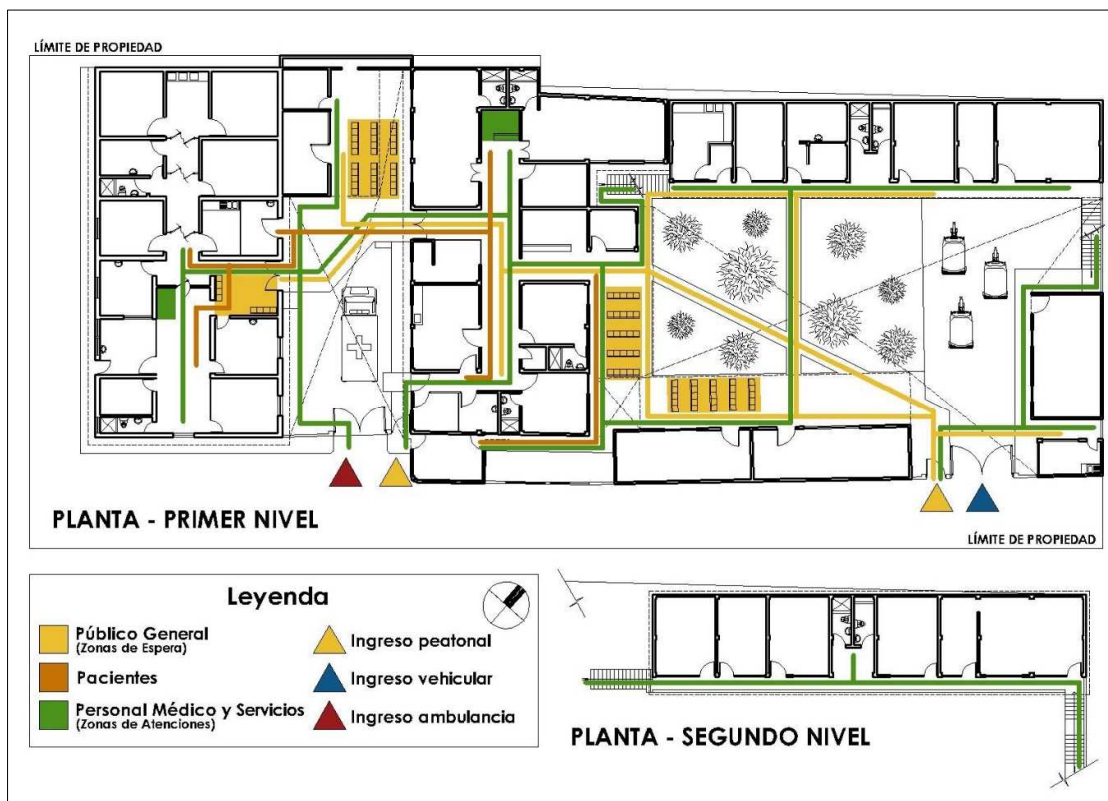 LÍMITE DE PROPIEDAD
PLANTA - PRIMER NIVEL
LÍMITE DE PROPIEDAD
Leyenda
Público General
(Zonas de Espera)
Pacientes
Personal Médico y Servicios
(Zonas de Atenciones)
Ingreso peatonal
Ingreso vehicular
Ingreso ambulancia
PLANTA - SEGUNDO NIVEL